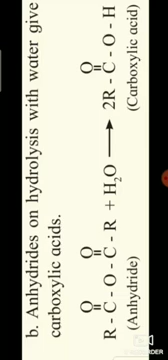 b. Anhydrides on hydrolysis with water give
carboxylic acids.
O O O
R - C - O - C - R + H₂O ⟶ 2R - C - O - H
(Anhydride) (Carboxylic acid)